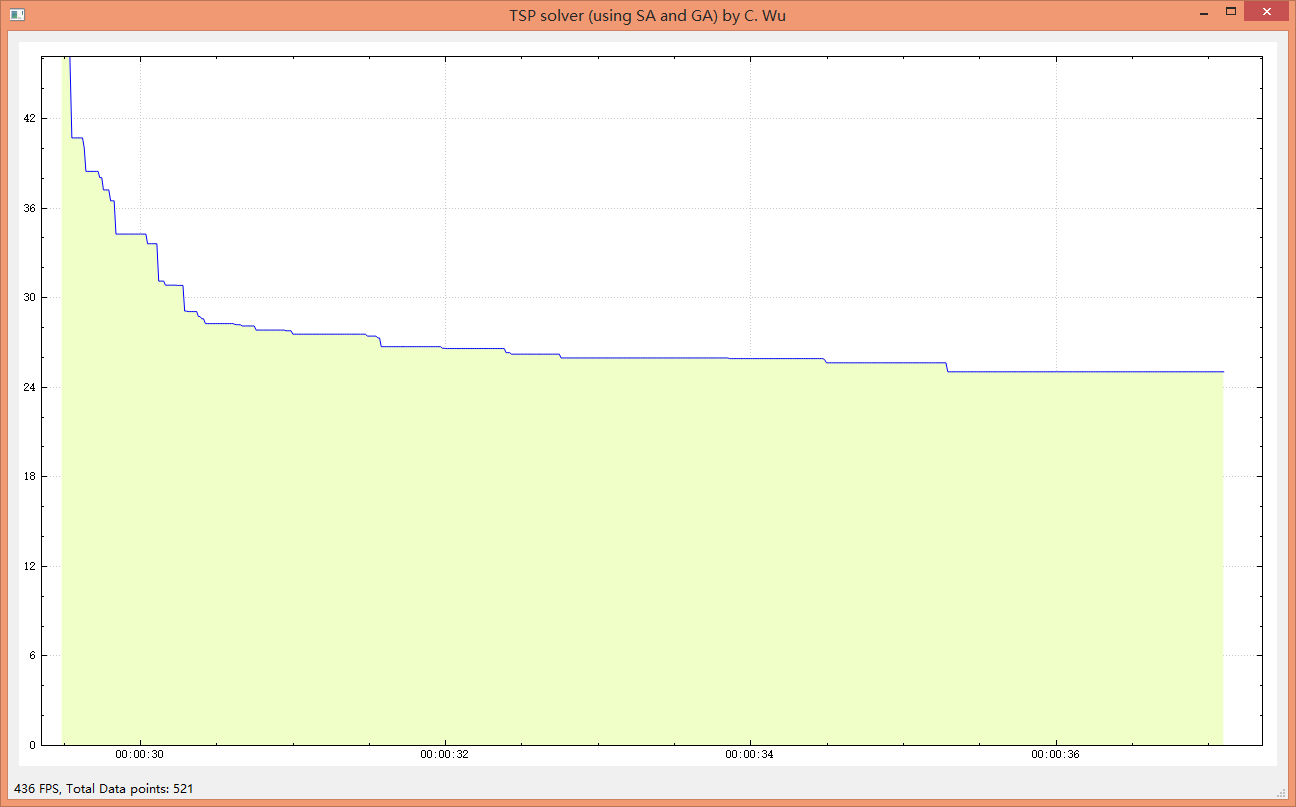 TSP solver (using SA and GA) by C. Wu
42
36
30
24
18
12
6
0
00:00:30 00:00:32 00:00:34 00:00:36
436 FPS, Total Data points: 521